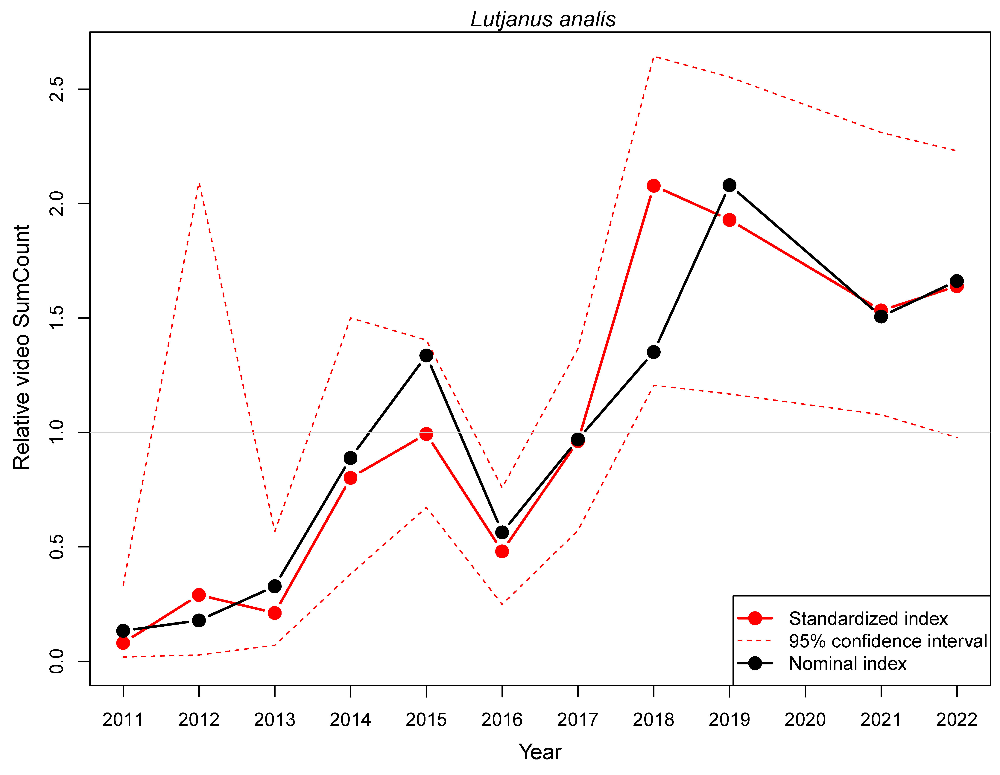 Lutjanus analis
Relative video SumCount
2.5
2.0
1.5
1.0
0.5
0.0
Standardized index
95% confidence interval
Nominal index
2011 2012 2013 2014 2015 2016 2017 2018 2019 2020 2021 2022
Year